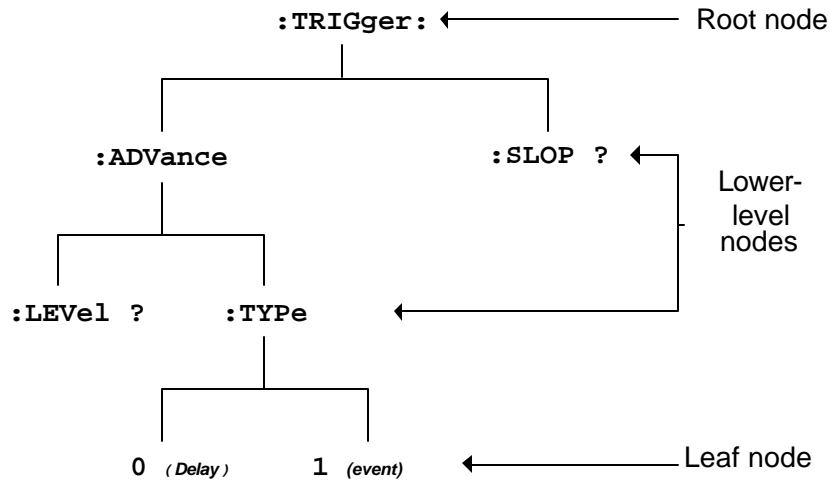 :TRIGger:
Root node
:ADVance
:SLOP ?
Lower-
level
nodes
:LEVel ?
:TYPe
0 (Delay)
1 (event)
Leaf node